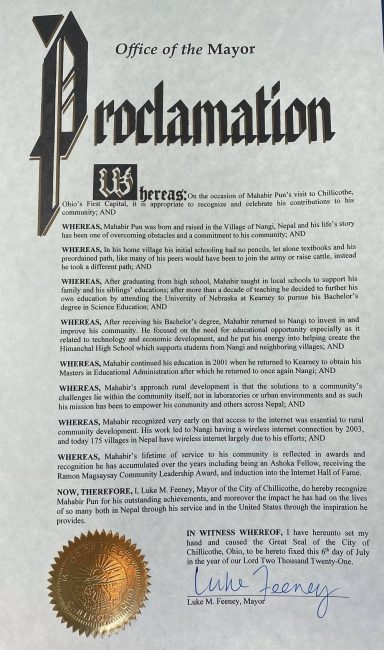 Office of the Mayor
Proclamation
Whereas: On the occasion of Mahabir Pun's visit to Chillicothe,
Ohio's First Capital, it is appropriate to recognize and celebrate his contributions to his
community; AND
WHEREAS, Mahabir Pun was born and raised in the Village of Nangi, Nepal and his life's story
has been one of overcoming obstacles and a commitment to his community; AND
WHEREAS, In his home village his initial schooling had no pencils, let alone textbooks and his
preordained path, like many of his peers would have been to join the army or raise cattle, instead
he took a different path; AND
WHEREAS, After graduating from high school, Mahabir taught in local schools to support his
family and his siblings' educations; after more than a decade of teaching he decided to further his
own education by attending the University of Nebraska at Kearney to pursue his Bachelor's
degree in Science Education; AND
WHEREAS, After receiving his Bachelor's degree, Mahabir returned to Nangi to invest in and
improve his community. He focused on the need for educational opportunity especially as it
related to technology and economic development, and he put his energy into helping create the
Himanchal High School which supports students from Nangi and neighboring villages; AND
WHEREAS, Mahabir continued his education in 2001 when he returned to Kearney to obtain his
Masters in Educational Administration after which he returned to once again Nangi; AND
WHEREAS, Mahabir's approach rural development is that the solutions to a community's
challenges lie within the community itself, not in laboratories or urban environments and as such
his mission has been to empower his community and others across Nepal; AND
WHEREAS, Mahabir recognized very early on that access to the internet was essential to rural
community development. His work led to Nangi having a wireless internet connection by 2003,
and today 175 villages in Nepal have wireless internet largely due to his efforts; AND
WHEREAS, Mahabir's lifetime of service to his community is reflected in awards and
recognition he has accumulated over the years including being an Ashoka Fellow, receiving the
Ramon Magsaysay Community Leadership Award, and induction into the Internet Hall of Fame.
NOW, THEREFORE, I, Luke M. Feeney, Mayor of the City of Chillicothe, do hereby recognize
Mahabir Pun for his outstanding achievements, and moreover the impact he has had on the lives
of so many both in Nepal through his service and in the United States through the inspiration he
provides.
IN WITNESS WHEREOF, I have hereunto set my
hand and caused the Great Seal of the City of
Chillicothe, Ohio, to be hereto fixed this 6th day of July
in the year of our Lord Two Thousand Twenty-One.
Luke Feeney
Luke M. Feeney, Mayor